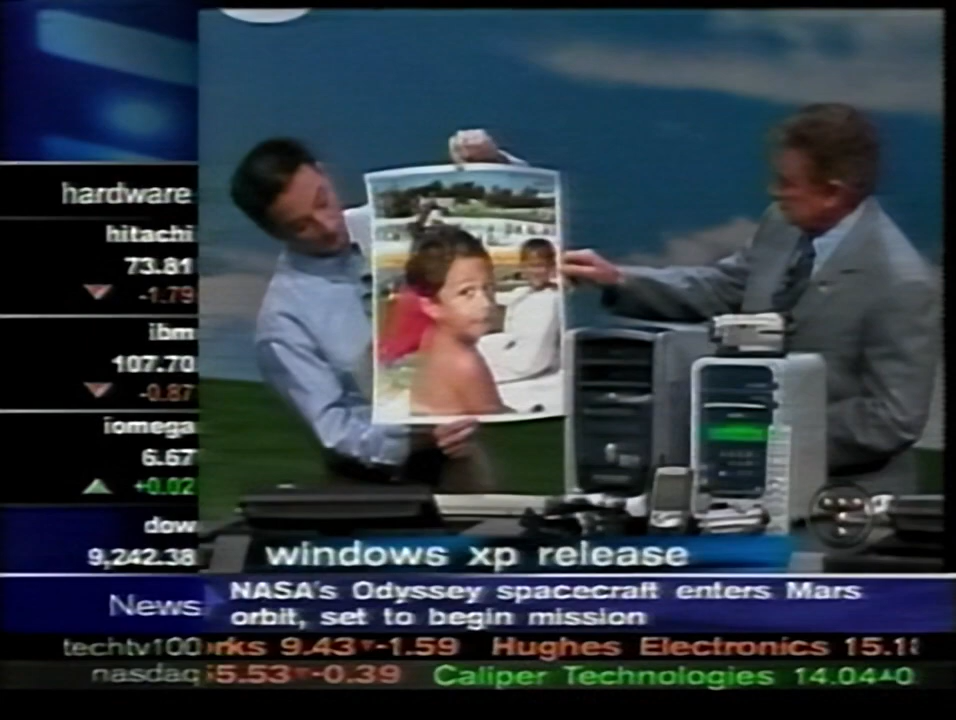 hardware
hitachi
73.81
-1.79
ibm
107.70
-0.87
iomega
6.67
+0.02
dow
9,242.38
windows xp release
News
NASA's Odyssey spacecraft enters Mars
orbit, set to begin mission
techtv100 rks 9.43 -1.59 Hughes Electronics 15.1
nasdaq 5.53 -0.39 Caliper Technologies 14.04 0